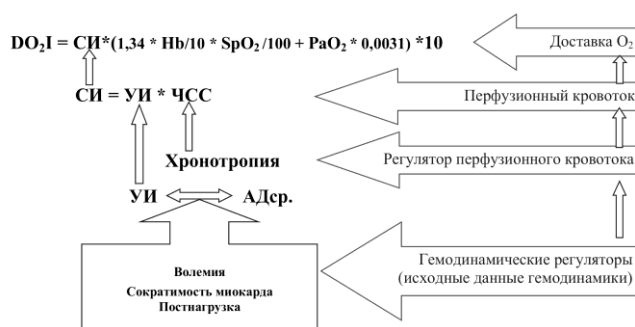 DO₂I = СИ*(1,34 * Hb/10 * SpO₂/100 + PaO₂ * 0,0031) *10
Доставка O₂
СИ = УИ * ЧСС
Перфузионный кровоток
Хронотропия
Регулятор перфузионного кровотока
УИ
АДср.
Гемодинамические регуляторы
(исходные данные гемодинамики)
Волемия
Сократимость миокарда
Постнагрузка